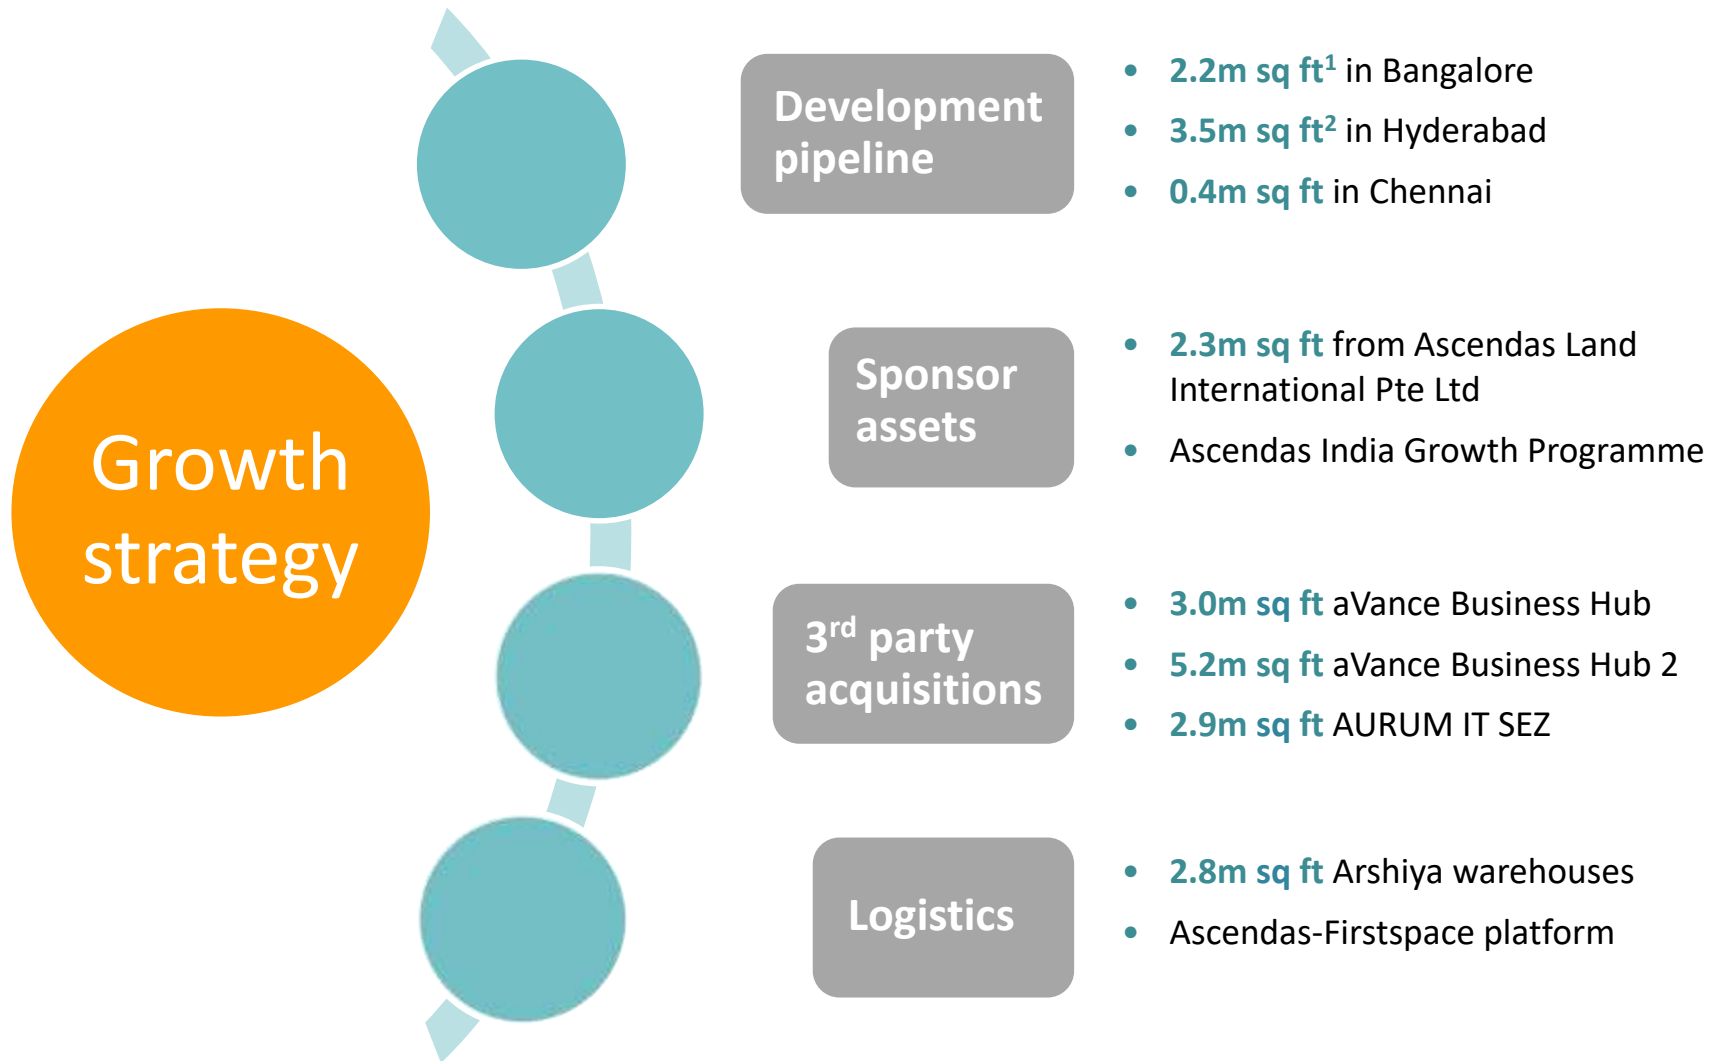 Growth
strategy
Development
pipeline
• 2.2m sq ft¹ in Bangalore
• 3.5m sq ft² in Hyderabad
• 0.4m sq ft in Chennai
Sponsor
assets
• 2.3m sq ft from Ascendas Land
International Pte Ltd
• Ascendas India Growth Programme
3rd party
acquisitions
• 3.0m sq ft aVance Business Hub
• 5.2m sq ft aVance Business Hub 2
• 2.9m sq ft AURUM IT SEZ
Logistics
• 2.8m sq ft Arshiya warehouses
• Ascendas-Firstspace platform